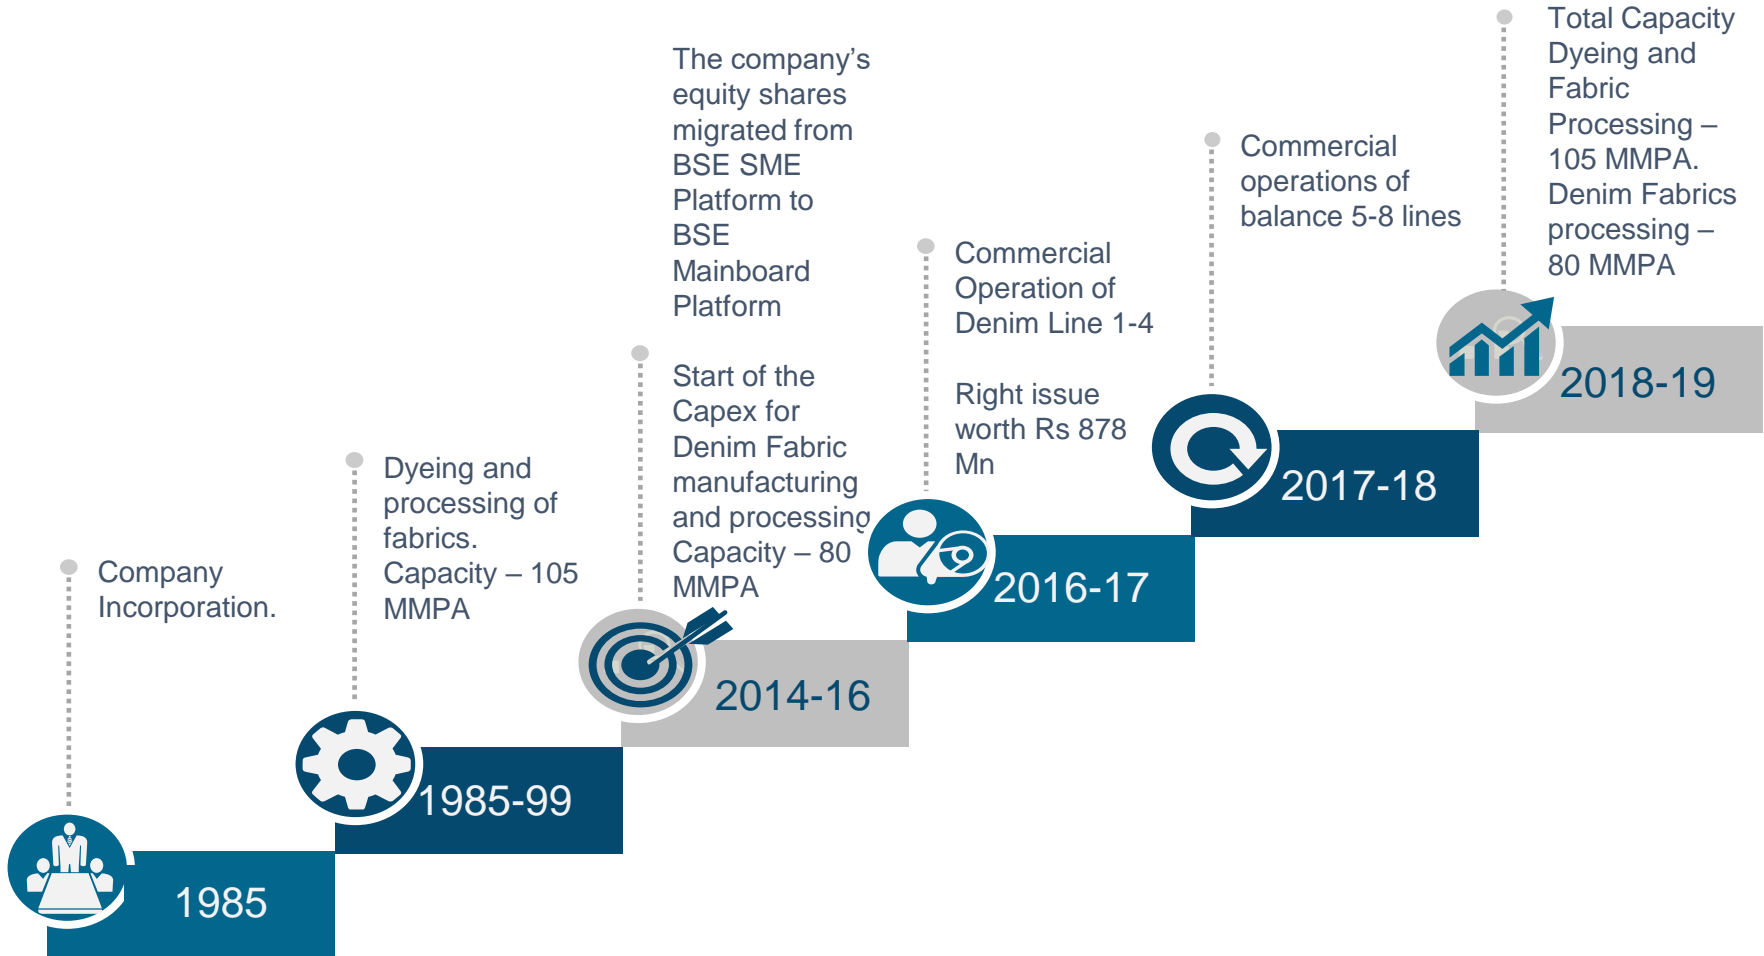 Company
Incorporation.
1985
Dyeing and
processing of
fabrics.
Capacity – 105
MMPA
1985-99
The company’s
equity shares
migrated from
BSE SME
Platform to
BSE
Mainboard
Platform
Start of the
Capex for
Denim Fabric
manufacturing
and processing
Capacity – 80
MMPA
2014-16
Commercial
Operation of
Denim Line 1-4
Right issue
worth Rs 878
Mn
2016-17
Commercial
operations of
balance 5-8 lines
2017-18
Total Capacity
Dyeing and
Fabric
Processing –
105 MMPA.
Denim Fabrics
processing –
80 MMPA
2018-19